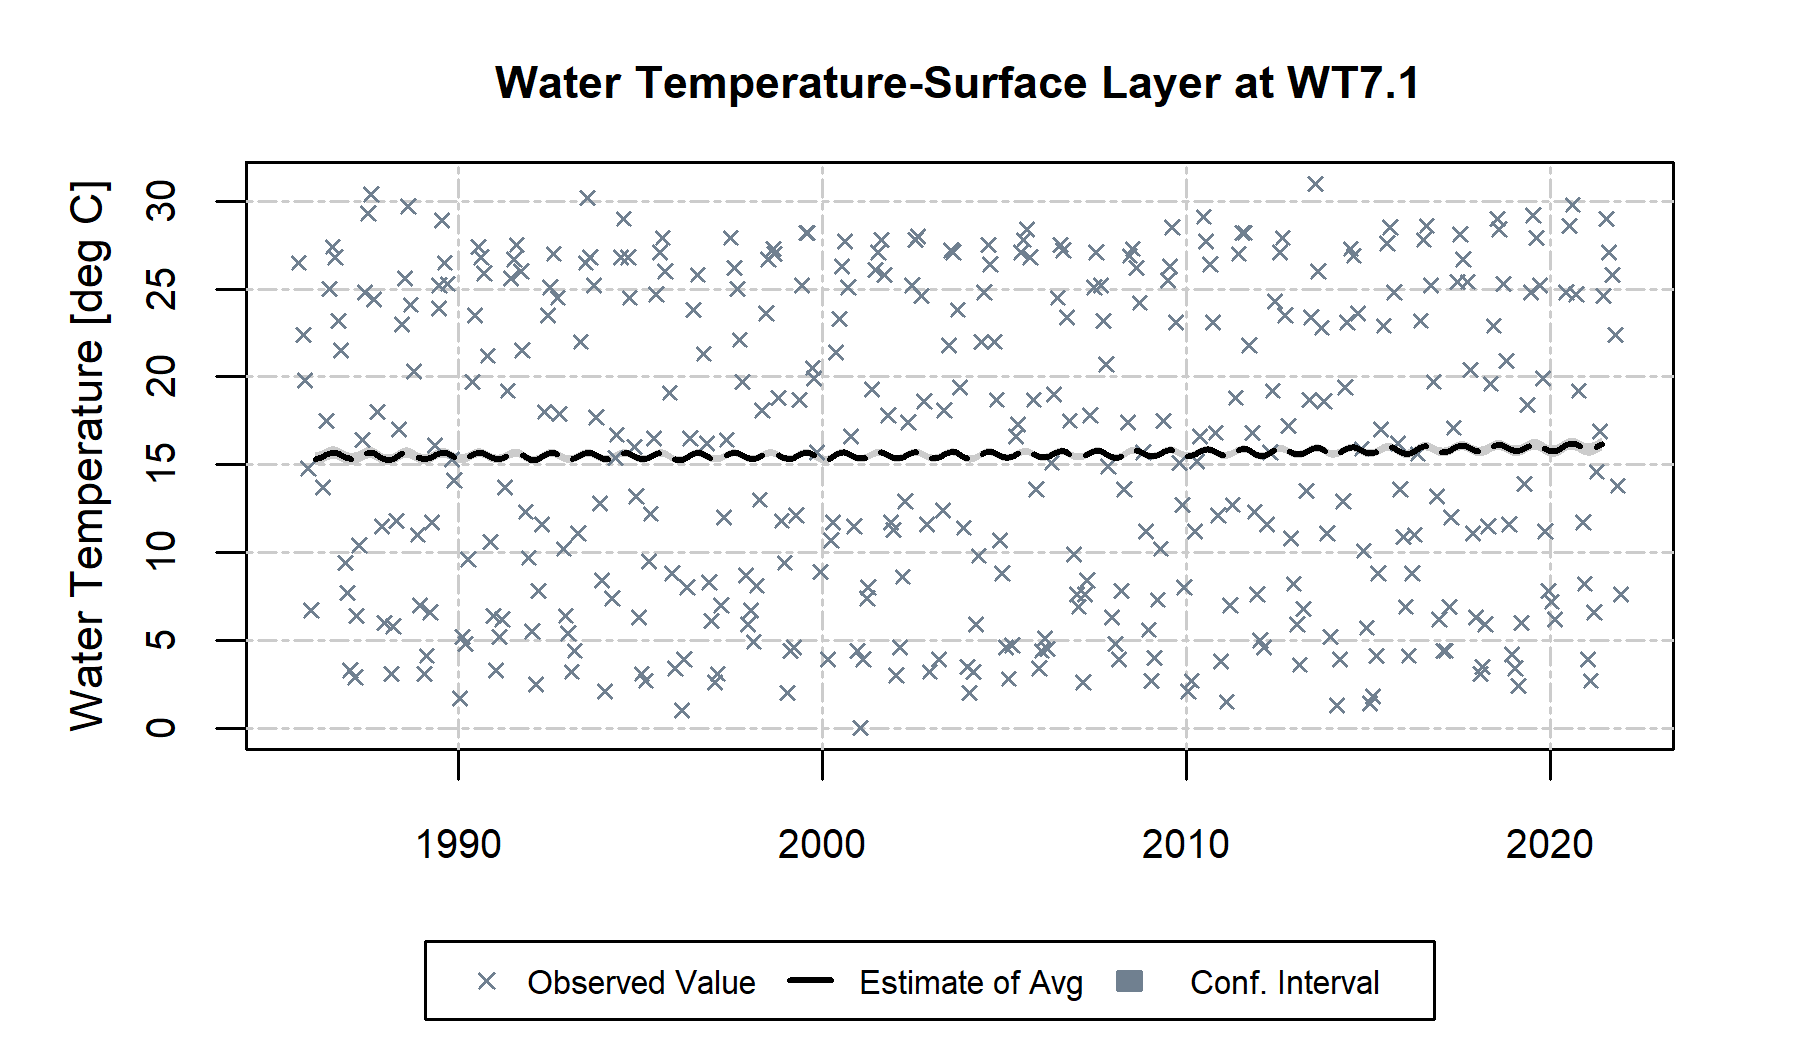 Water Temperature-Surface Layer at WT7.1
Water Temperature [deg C]
30
25
20
15
10
5
0
1990 2000 2010 2020
Observed Value Estimate of Avg Conf. Interval